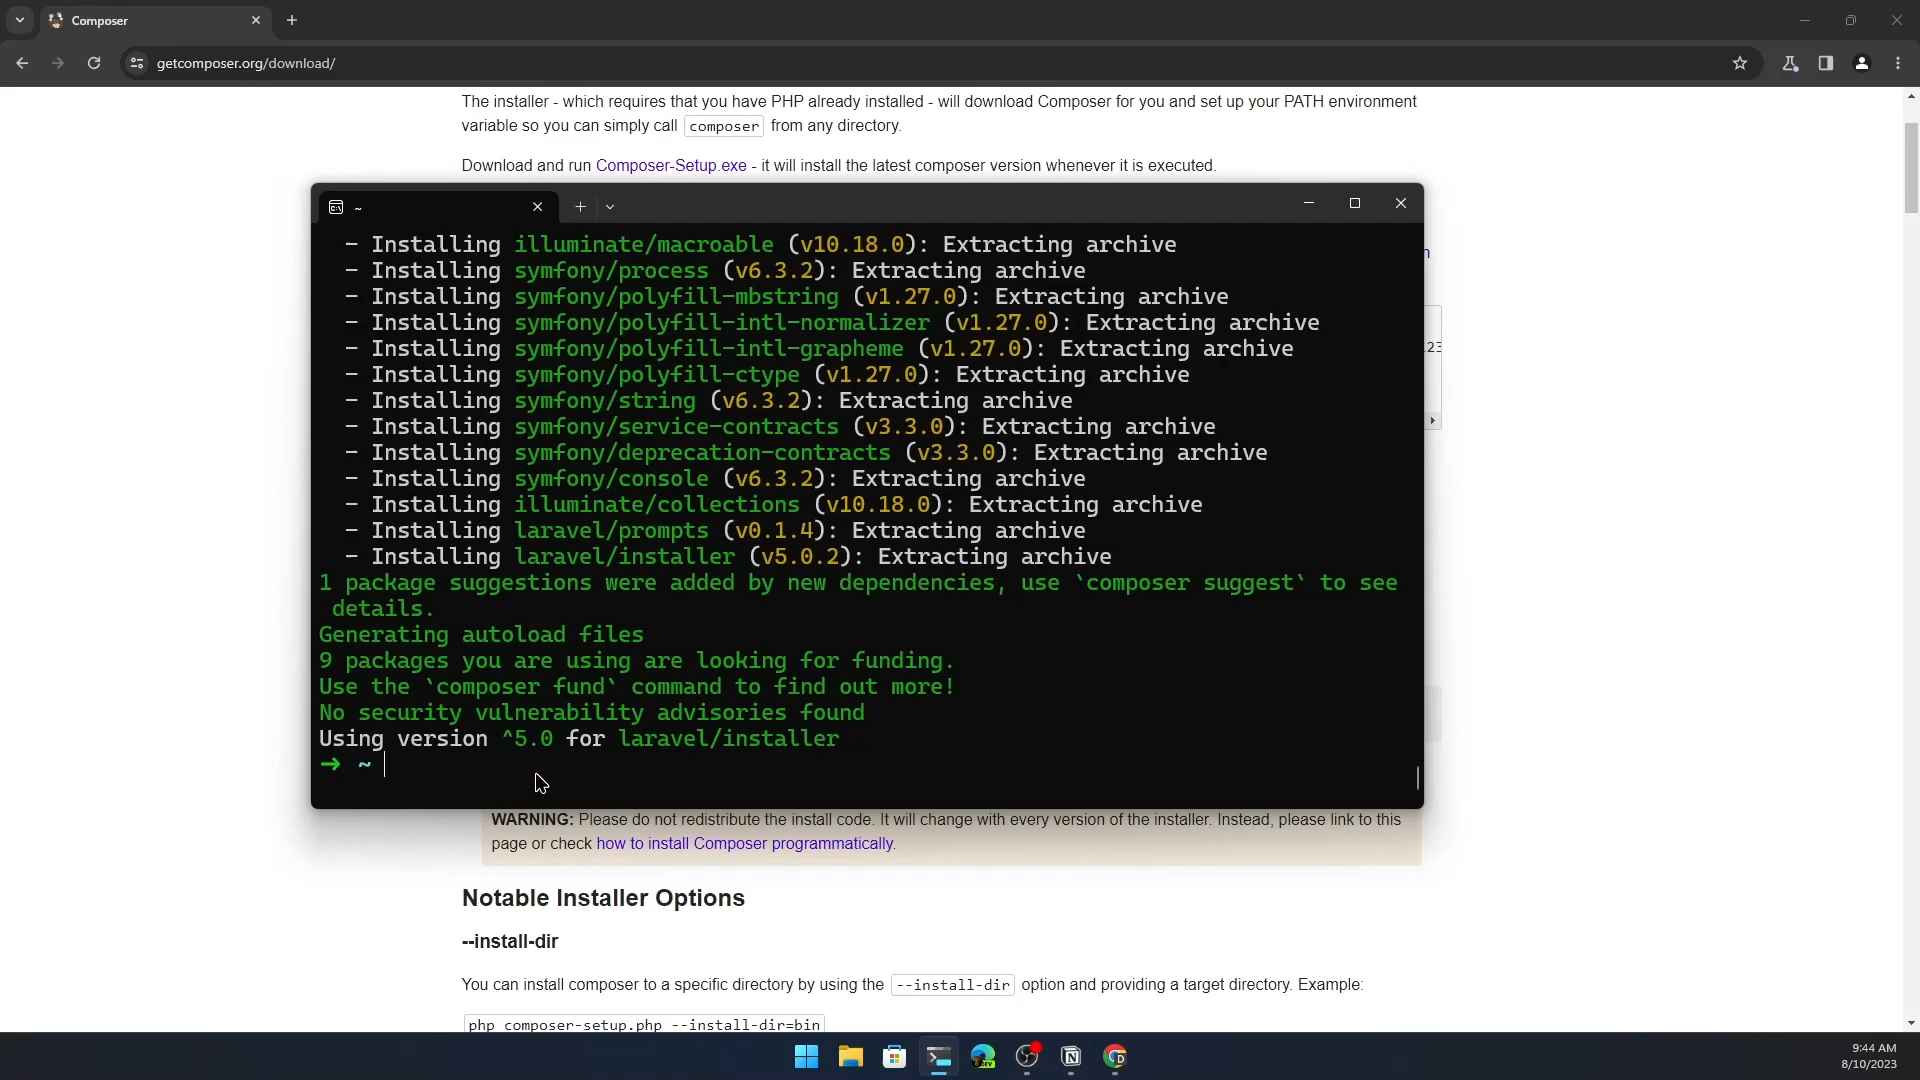 Composer
getcomposer.org/download/
The installer - which requires that you have PHP already installed - will download Composer for you and set up your PATH environment
variable so you can simply call composer from any directory.
Download and run Composer-Setup.exe - it will install the latest composer version whenever it is executed.
~
- Installing illuminate/macroable (v10.18.0): Extracting archive
- Installing symfony/process (v6.3.2): Extracting archive
- Installing symfony/polyfill-mbstring (v1.27.0): Extracting archive
- Installing symfony/polyfill-intl-normalizer (v1.27.0): Extracting archive
- Installing symfony/polyfill-intl-grapheme (v1.27.0): Extracting archive
- Installing symfony/polyfill-ctype (v1.27.0): Extracting archive
- Installing symfony/string (v6.3.2): Extracting archive
- Installing symfony/service-contracts (v3.3.0): Extracting archive
- Installing symfony/deprecation-contracts (v3.3.0): Extracting archive
- Installing symfony/console (v6.3.2): Extracting archive
- Installing illuminate/collections (v10.18.0): Extracting archive
- Installing laravel/prompts (v0.1.4): Extracting archive
- Installing laravel/installer (v5.0.2): Extracting archive
1 package suggestions were added by new dependencies, use `composer suggest` to see
details.
Generating autoload files
9 packages you are using are looking for funding.
Use the `composer fund` command to find out more!
No security vulnerability advisories found
Using version ^5.0 for laravel/installer
➜ ~
WARNING: Please do not redistribute the install code. It will change with every version of the installer. Instead, please link to this
page or check how to install Composer programmatically.
Notable Installer Options
--install-dir
You can install composer to a specific directory by using the --install-dir option and providing a target directory. Example:
php composer-setup.php --install-dir=bin
9:44 AM
8/10/2023